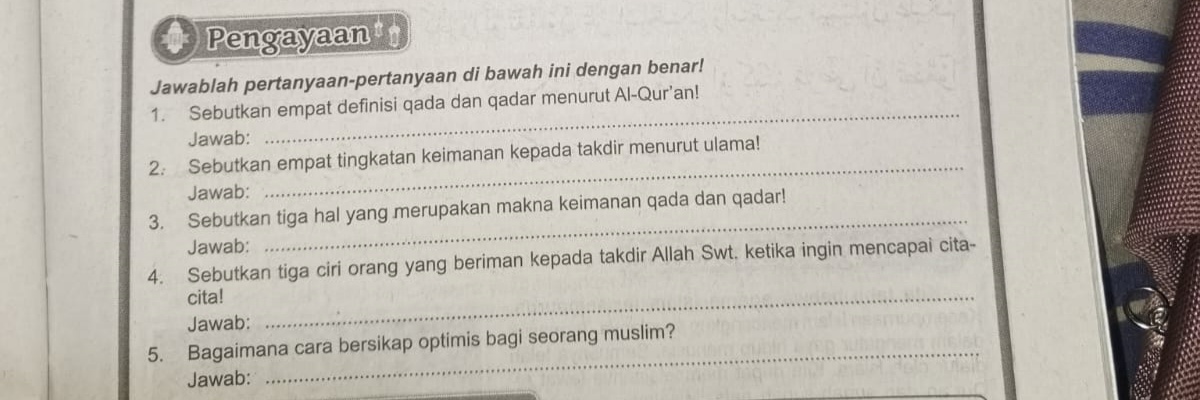 Pengayaan
Jawablah pertanyaan-pertanyaan di bawah ini dengan benar!
1. Sebutkan empat definisi qada dan qadar menurut Al-Qur'an!
Jawab: ........................................
2. Sebutkan empat tingkatan keimanan kepada takdir menurut ulama!
Jawab: ........................................
3. Sebutkan tiga hal yang merupakan makna keimanan qada dan qadar!
Jawab: ........................................
4. Sebutkan tiga ciri orang yang beriman kepada takdir Allah Swt. ketika ingin mencapai cita-
cita!
Jawab: ........................................
5. Bagaimana cara bersikap optimis bagi seorang muslim?
Jawab: ........................................